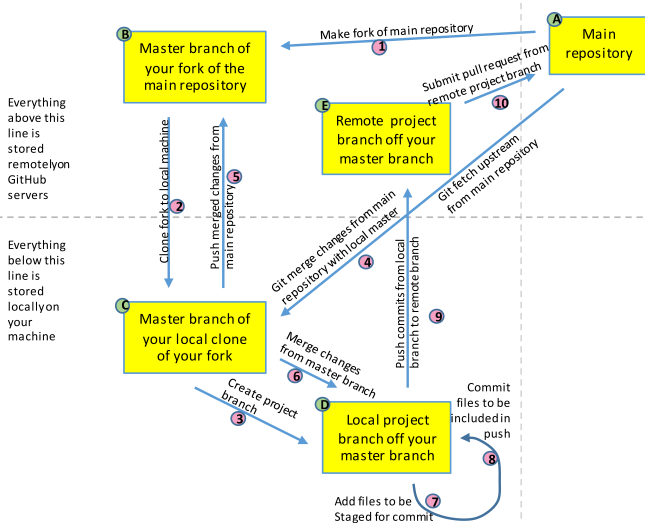 A
Main
repository
B
Master branch of
your fork of the
main repository
Make fork of main repository
1
Submit pull request from
remote project branch
10
E
Remote project
branch off your
master branch
Everything
above this
line is
stored
remotelyon
GitHub
servers
Clone fork to local machine
2
Push merged changes from
main repository
5
Git fetch upstream
from main repository
Git merge changes from main
repository with local master
4
Everything
below this
line is
stored
locallyon
your
machine
C
Master branch of
your local clone
of your fork
Push commits from local
branch to remote branch
9
Merge changes
from master branch
6
Create project
branch
3
D
Local project
branch off your
master branch
Commit
files to be
included in
push
8
7
Add files to be
Staged for commit